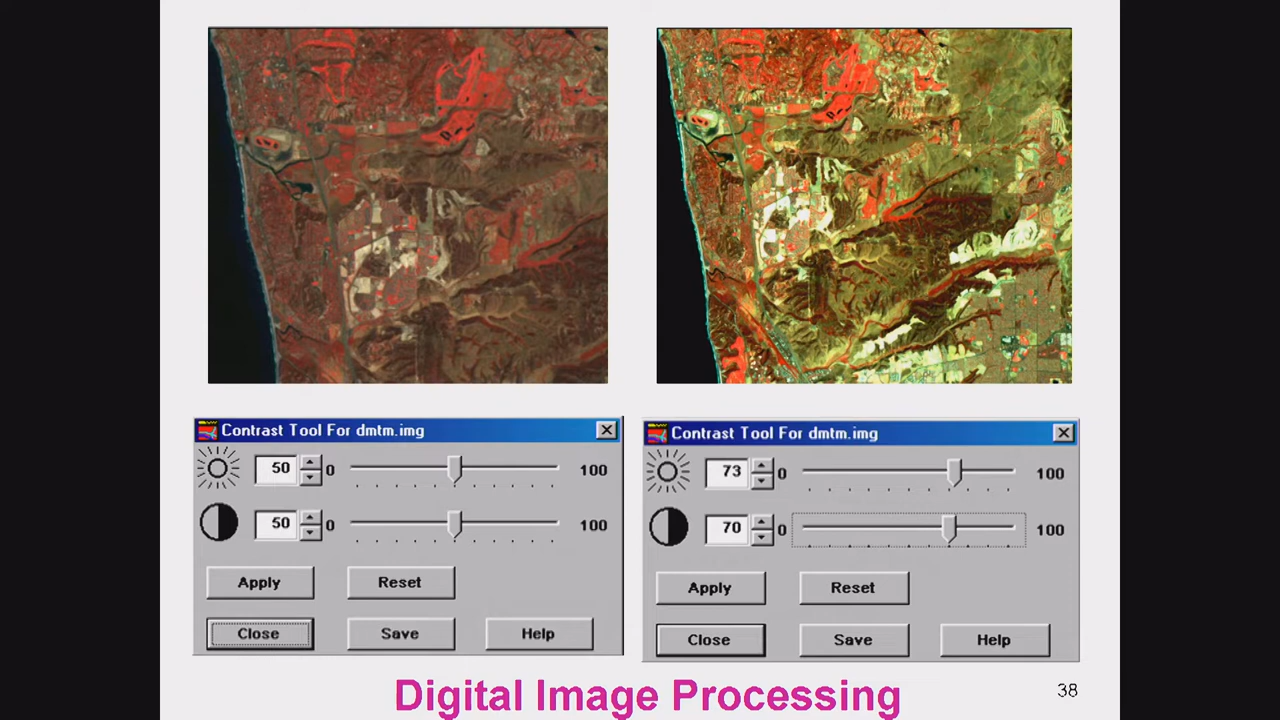 Contrast Tool For dmtm.img
50 0 100
50 0 100
Apply Reset
Close Save Help
Contrast Tool For dmtm.img
73 0 100
70 0 100
Apply Reset
Close Save Help
Digital Image Processing
38